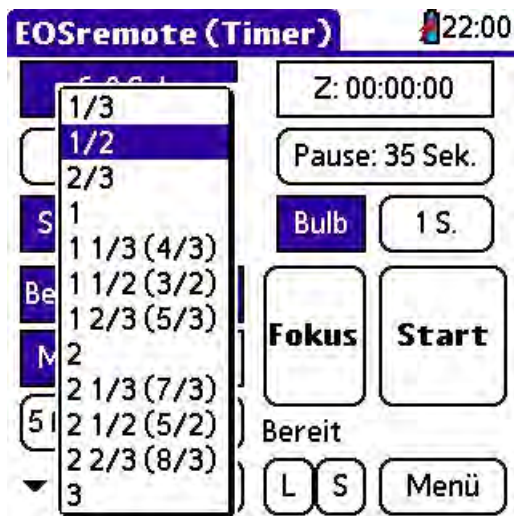 EOSremote (Timer)
22:00
Z: 00:00:00
1/3
1/2
2/3
1
1 1/3 (4/3)
1 1/2 (3/2)
1 2/3 (5/3)
2
2 1/3 (7/3)
2 1/2 (5/2)
2 2/3 (8/3)
3
Pause: 35 Sek.
S
Bulb
1 S.
Be
M
5
Fokus
Start
Bereit
L
S
Menü